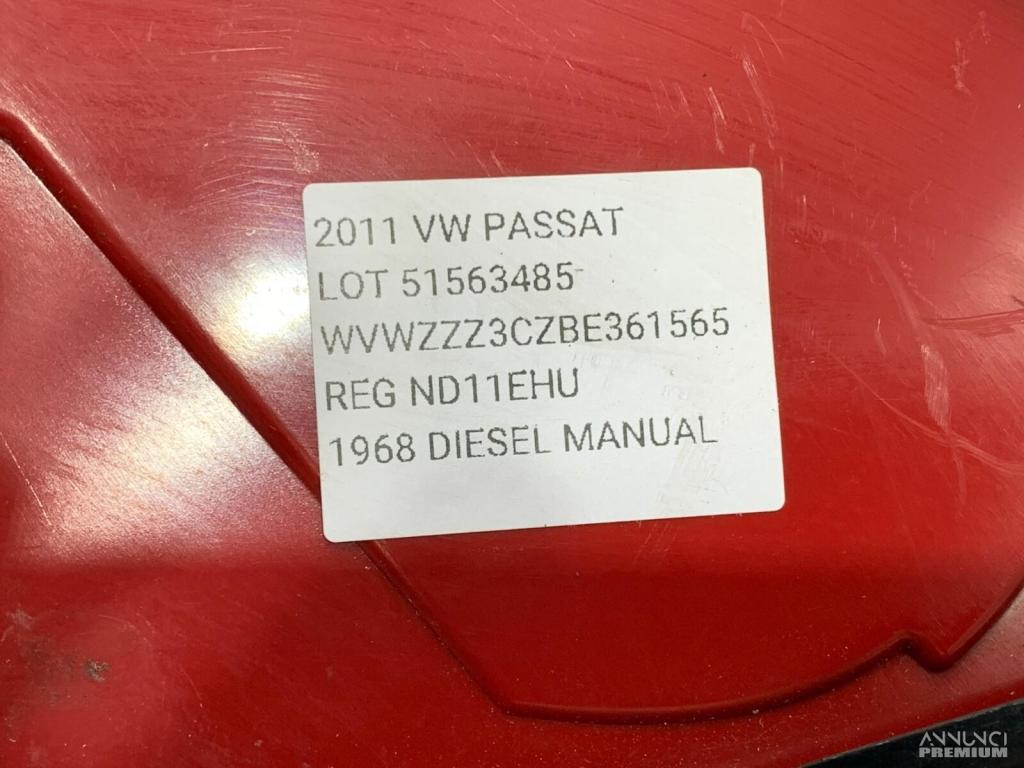 2011 VW PASSAT
LOT 51563485
WVWZZZ3CZBE361565
REG ND11EHU
1968 DIESEL MANUAL
ANNUNCI
PREMIUM